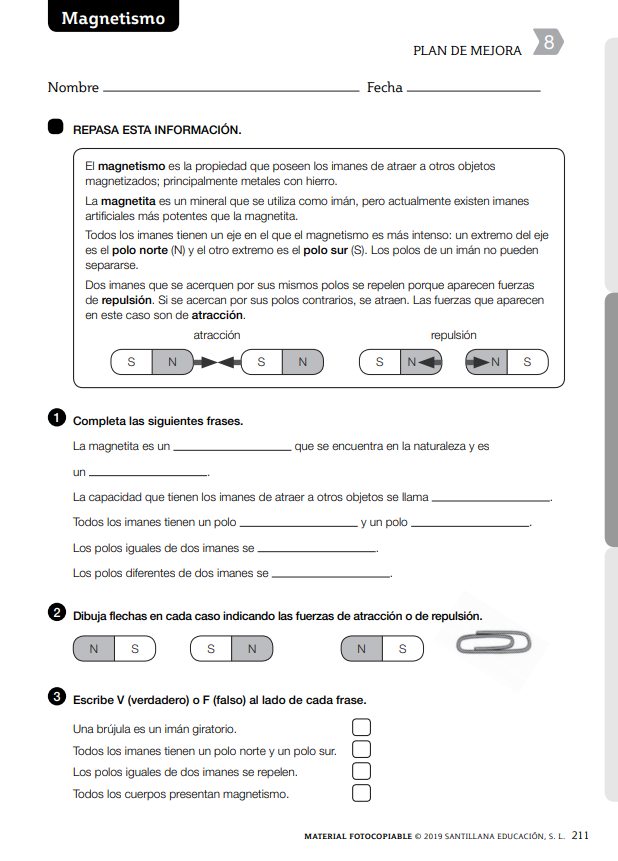 Magnetismo
PLAN DE MEJORA 8
Nombre Fecha
REPASA ESTA INFORMACIÓN.
El magnetismo es la propiedad que poseen los imanes de atraer a otros objetos
magnetizados; principalmente metales con hierro.
La magnetita es un mineral que se utiliza como imán, pero actualmente existen imanes
artificiales más potentes que la magnetita.
Todos los imanes tienen un eje en el que el magnetismo es más intenso: un extremo del eje
es el polo norte (N) y el otro extremo es el polo sur (S). Los polos de un imán no pueden
separarse.
Dos imanes que se acerquen por sus mismos polos se repelen porque aparecen fuerzas
de repulsión. Si se acercan por sus polos contrarios, se atraen. Las fuerzas que aparecen
en este caso son de atracción.
atracción repulsión
S N S N S N N S
1 Completa las siguientes frases.
La magnetita es un que se encuentra en la naturaleza y es
un .
La capacidad que tienen los imanes de atraer a otros objetos se llama .
Todos los imanes tienen un polo y un polo .
Los polos iguales de dos imanes se .
Los polos diferentes de dos imanes se .
2 Dibuja flechas en cada caso indicando las fuerzas de atracción o de repulsión.
N S S N N S
3 Escribe V (verdadero) o F (falso) al lado de cada frase.
Una brújula es un imán giratorio.
Todos los imanes tienen un polo norte y un polo sur.
Los polos iguales de dos imanes se repelen.
Todos los cuerpos presentan magnetismo.
MATERIAL FOTOCOPIABLE © 2019 SANTILLANA EDUCACIÓN, S. L. 211